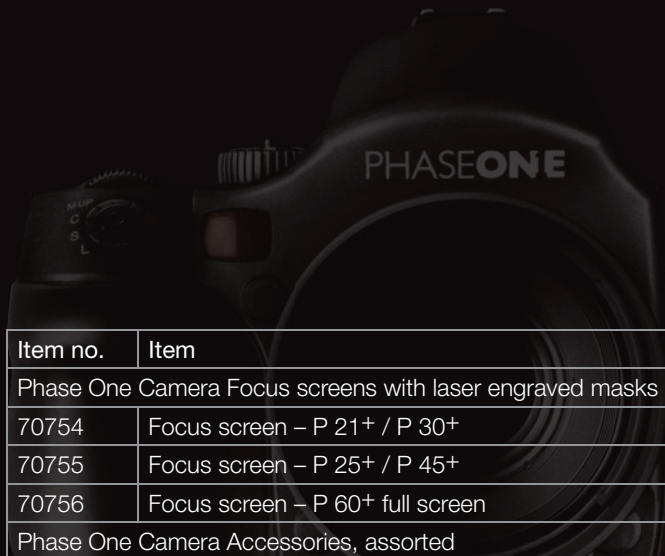 PHASEONE
MUP
C
S
L
Item no. Item
Phase One Camera Focus screens with laser engraved masks
70754 Focus screen – P 21+ / P 30+
70755 Focus screen – P 25+ / P 45+
70756 Focus screen – P 60+ full screen
Phase One Camera Accessories, assorted